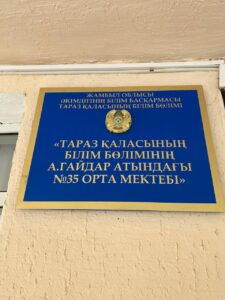 ЖАМБЫЛ ОБЛЫСЫ
ӘКІМДІГІНІҢ БІЛІМ БАСҚАРМАСЫ
ТАРАЗ ҚАЛАСЫНЫҢ БІЛІМ БӨЛІМІ
«ТАРАЗ ҚАЛАСЫНЫҢ
БІЛІМ БӨЛІМІНІҢ
А.ГАЙДАР АТЫНДАҒЫ
№35 ОРТА МЕКТЕБІ»